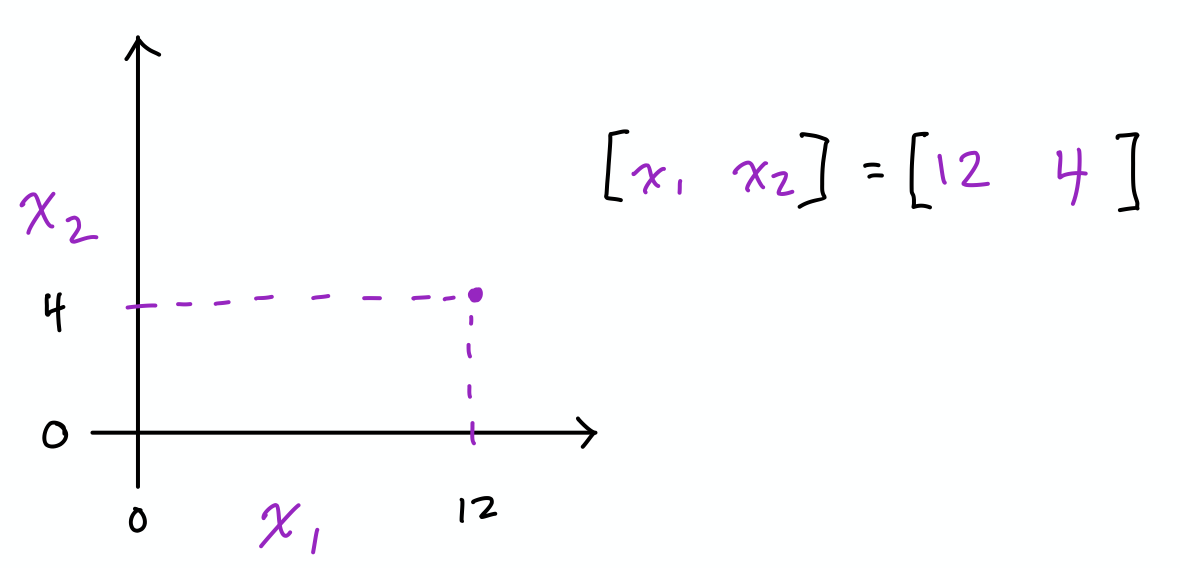 [x₁ x₂] = [12 4]
x₂
4
0
0
x₁
12